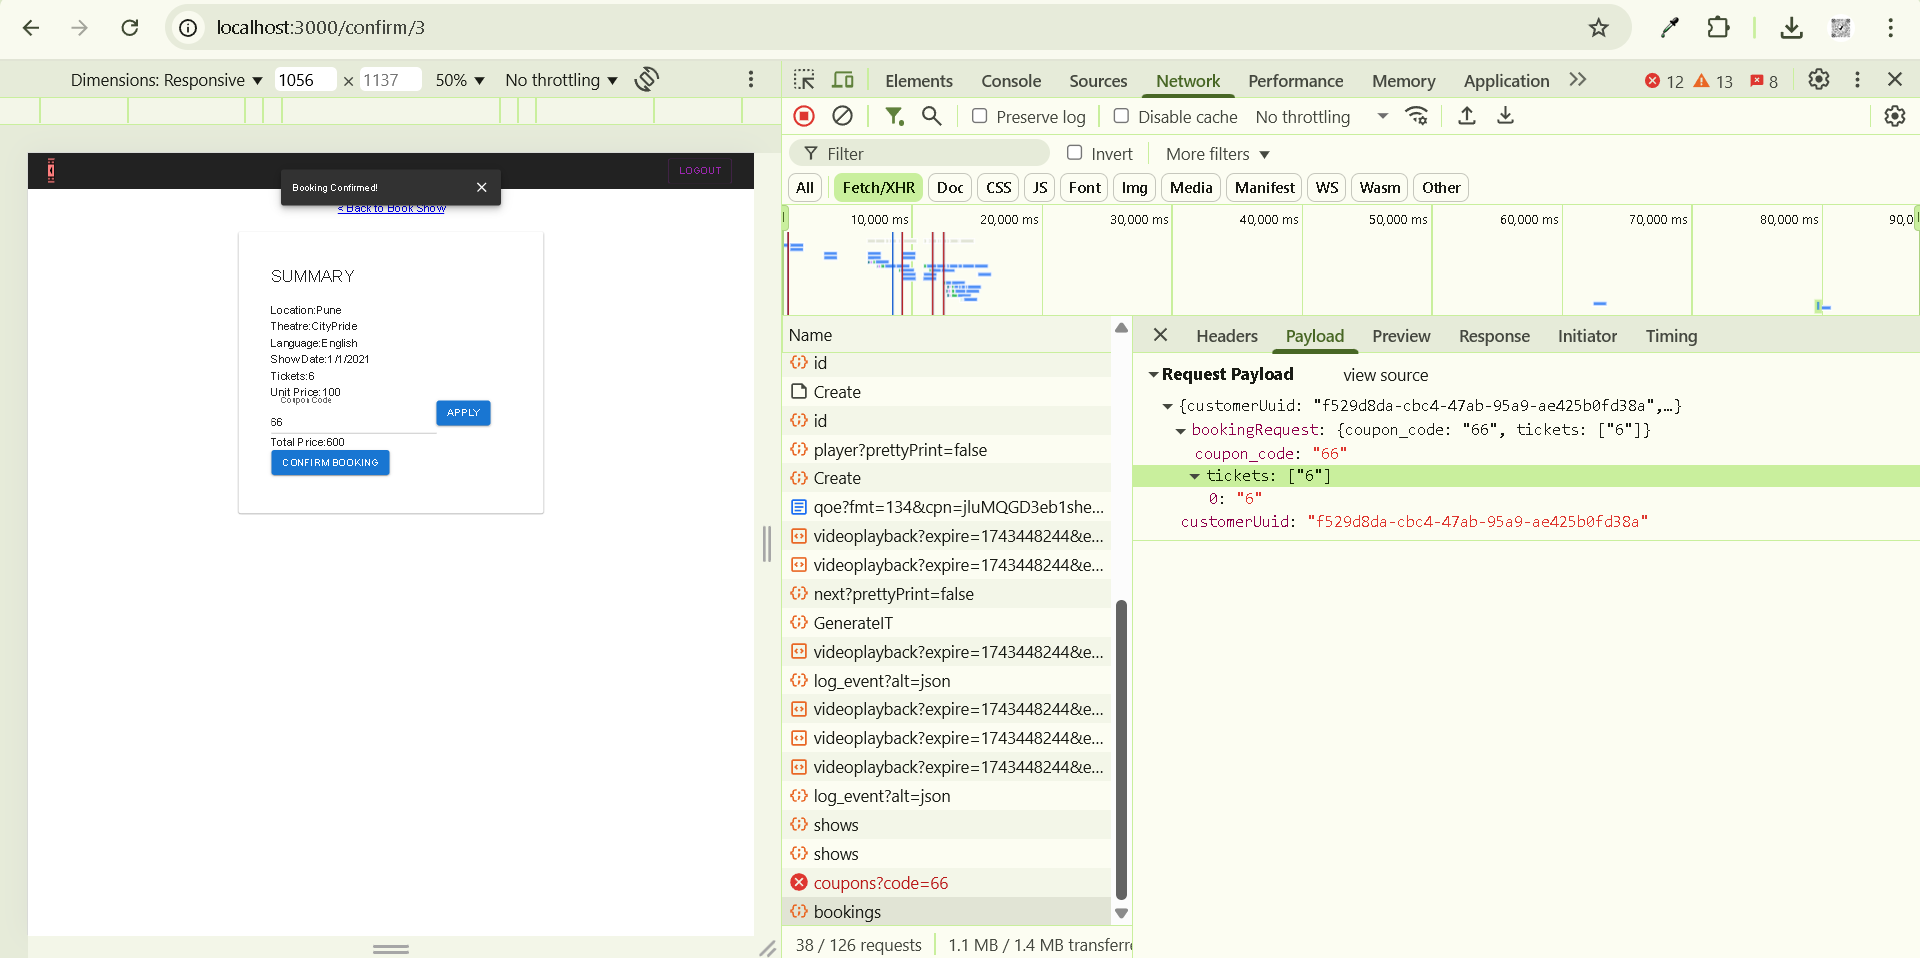 localhost:3000/confirm/3
Dimensions: Responsive 1056 × 1137 50% No throttling
Elements Console Sources Network Performance Memory Application 12 13 8
Preserve log Disable cache No throttling
Filter Invert More filters
All Fetch/XHR Doc CSS JS Font Img Media Manifest WS Wasm Other
10,000 ms 20,000 ms 30,000 ms 40,000 ms 50,000 ms 60,000 ms 70,000 ms 80,000 ms 90,0
LOGOUT
Booking Confirmed!
< Back to Book Show
SUMMARY
Location:Pune
Theatre:CityPride
Language:English
Show Date:1/1/2021
Tickets:6
Unit Price:100
Coupon Code
66
APPLY
Total Price:600
CONFIRM BOOKING
Name
id
Create
id
player?prettyPrint=false
Create
qoe?fmt=134&cpn=jluMQGD3eb1she...
videoplayback?expire=1743448244&e...
videoplayback?expire=1743448244&e...
next?prettyPrint=false
GenerateIT
videoplayback?expire=1743448244&e...
log_event?alt=json
videoplayback?expire=1743448244&e...
videoplayback?expire=1743448244&e...
videoplayback?expire=1743448244&e...
log_event?alt=json
shows
shows
coupons?code=66
bookings
38 / 126 requests 1.1 MB / 1.4 MB transferre
Headers Payload Preview Response Initiator Timing
Request Payload view source
{customerUuid: "f529d8da-cbc4-47ab-95a9-ae425b0fd38a",…}
bookingRequest: {coupon_code: "66", tickets: ["6"]}
coupon_code: "66"
tickets: ["6"]
0: "6"
customerUuid: "f529d8da-cbc4-47ab-95a9-ae425b0fd38a"